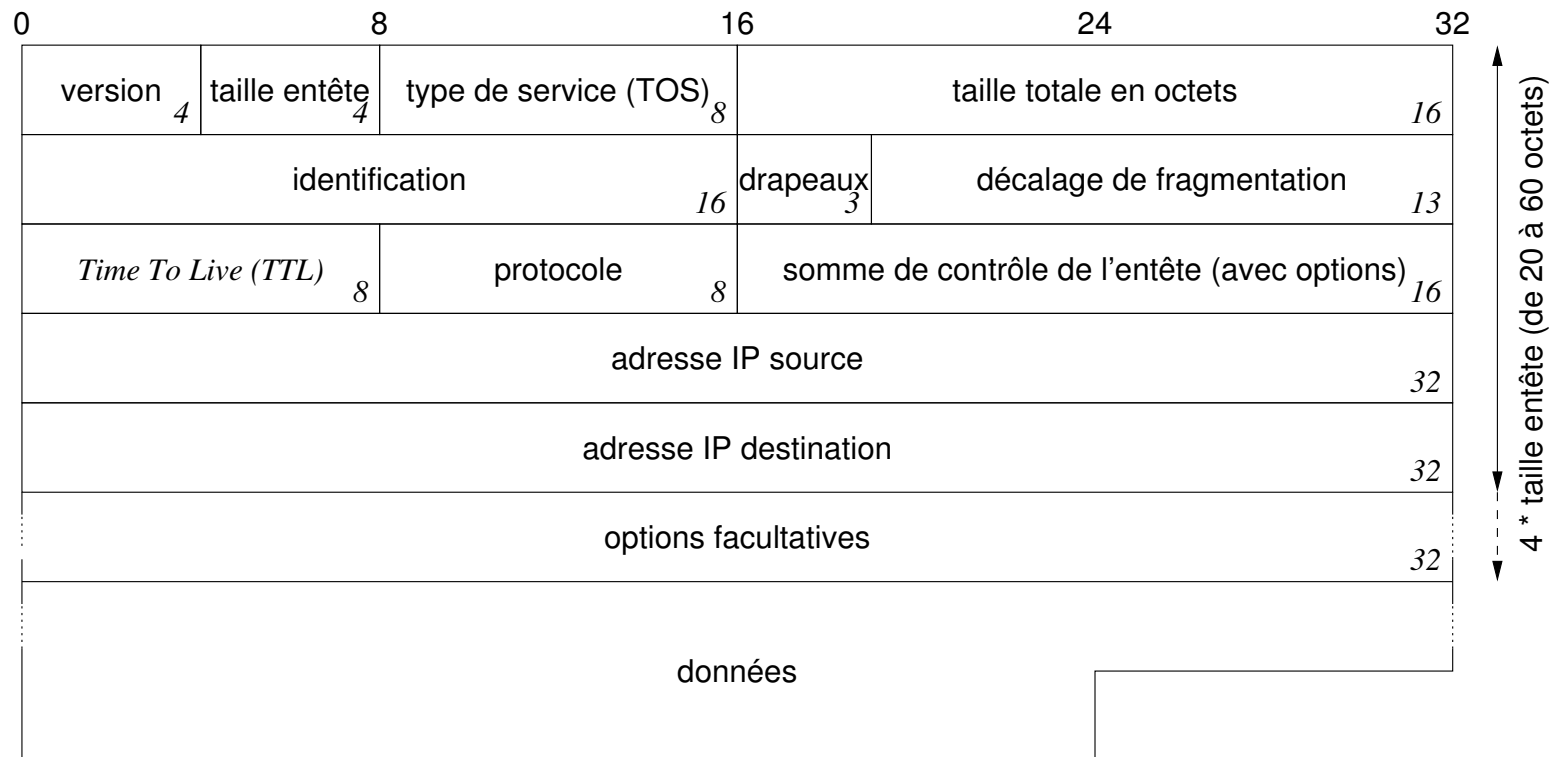 0 8 16 24 32
version 4 taille entête 4 type de service (TOS) 8 taille totale en octets 16
identification 16 drapeaux 3 décalage de fragmentation 13
Time To Live (TTL) 8 protocole 8 somme de contrôle de l'entête (avec options) 16
adresse IP source 32
adresse IP destination 32
options facultatives 32
données
4 * taille entête (de 20 à 60 octets)